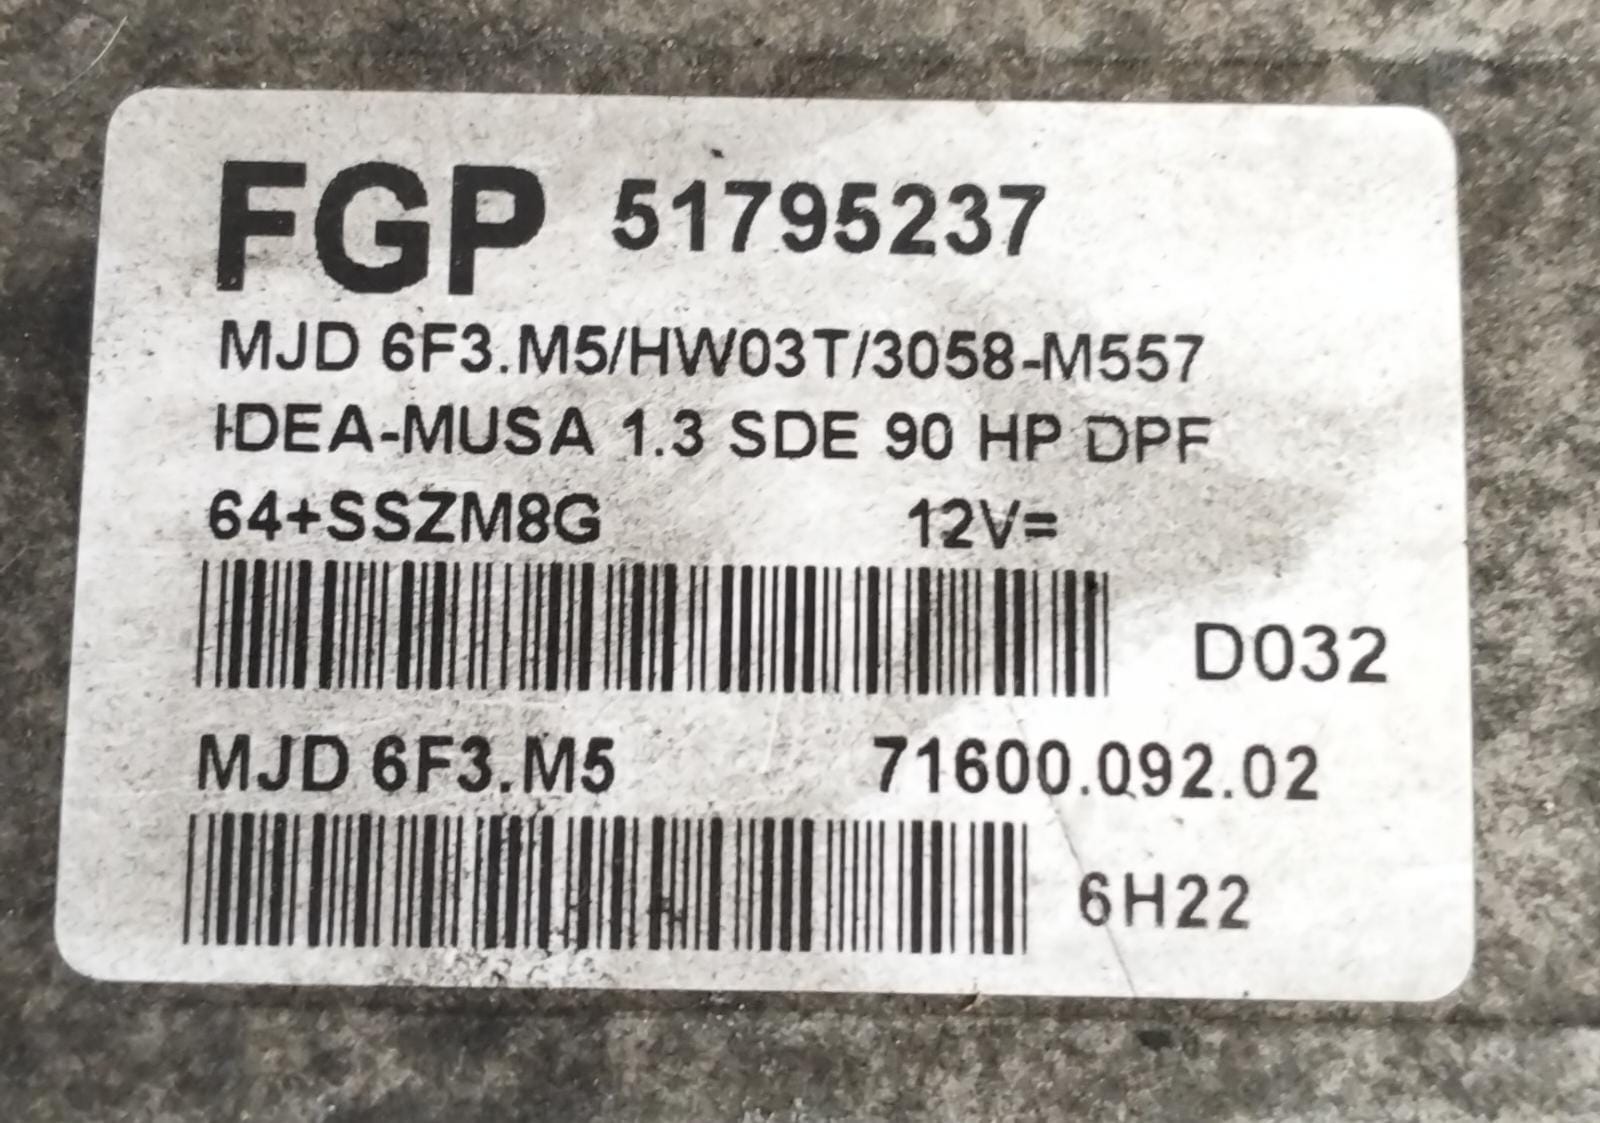 FGP 51795237
MJD 6F3.M5/HW03T/3058-M557
IDEA-MUSA 1.3 SDE 90 HP DPF
64+SSZM8G 12V=
D032
MJD 6F3.M5 71600.092.02
6H22